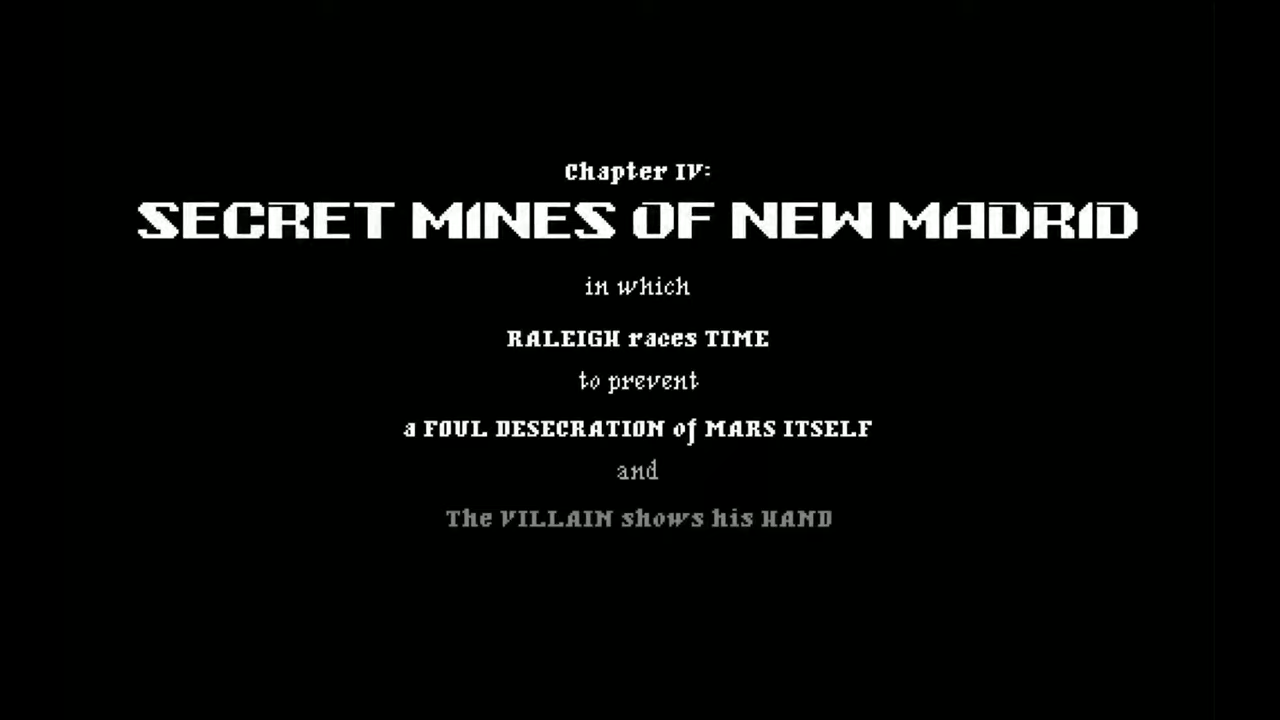 Chapter IV:
SECRET MINES OF NEW MADRID
in which
RALEIGH races TIME
to prevent
a FOUL DESECRATION of MARS ITSELF
and
The VILLAIN shows his HAND